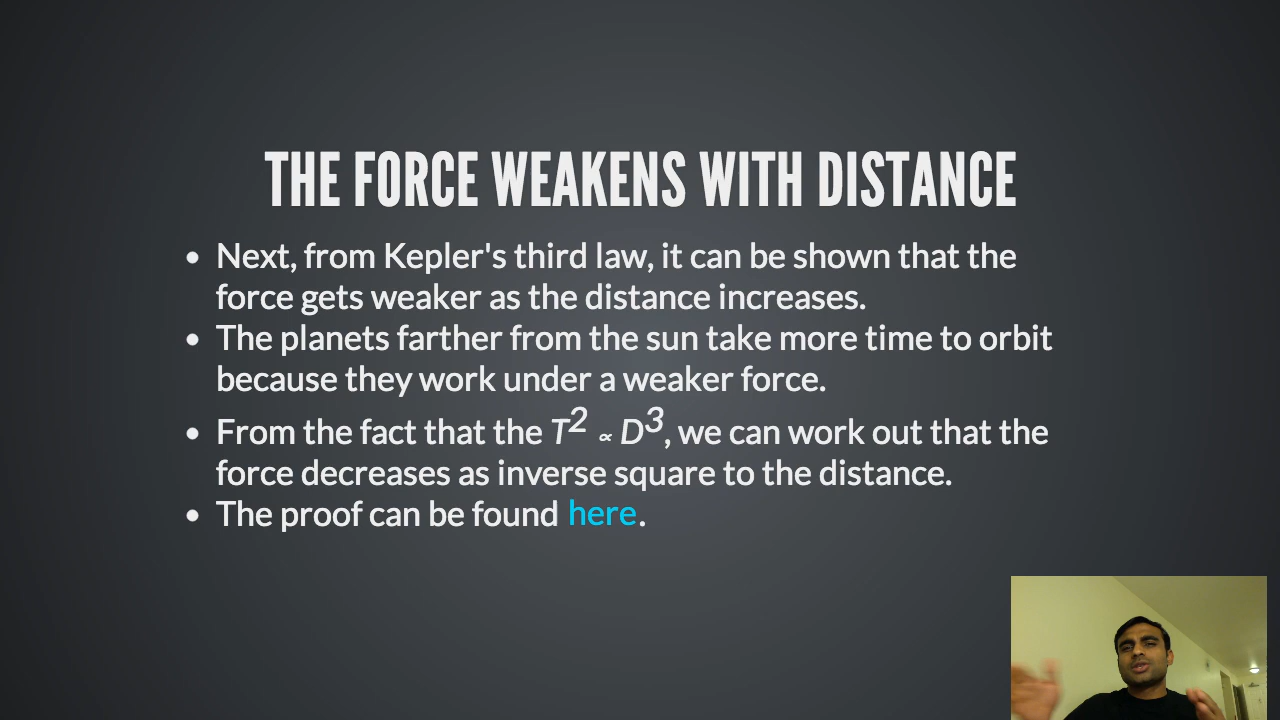 THE FORCE WEAKENS WITH DISTANCE
• Next, from Kepler's third law, it can be shown that the
force gets weaker as the distance increases.
• The planets farther from the sun take more time to orbit
because they work under a weaker force.
• From the fact that the T² ∝ D³, we can work out that the
force decreases as inverse square to the distance.
• The proof can be found here.